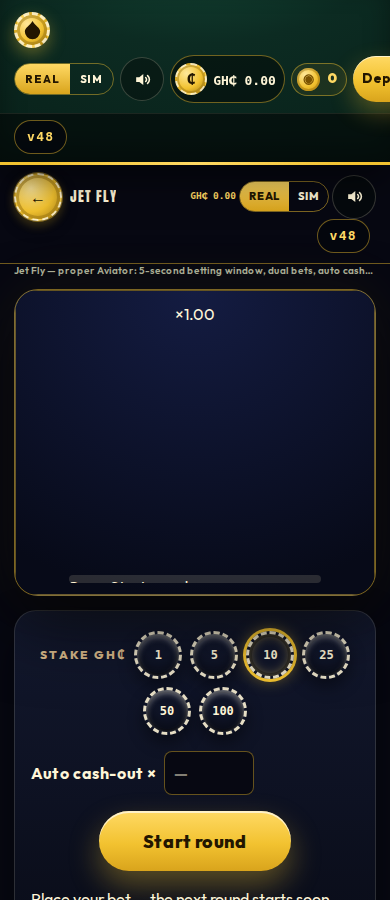 REAL SIM ₵ GH₵ 0.00 0 Dep
v48
← JET FLY GH₵ 0.00 REAL SIM
v48
Jet Fly — proper Aviator: 5-second betting window, dual bets, auto cash...
×1.00
STAKE GH₵ 1 5 10 25
50 100
Auto cash-out × —
Start round
Place your bet — the next round starts soon